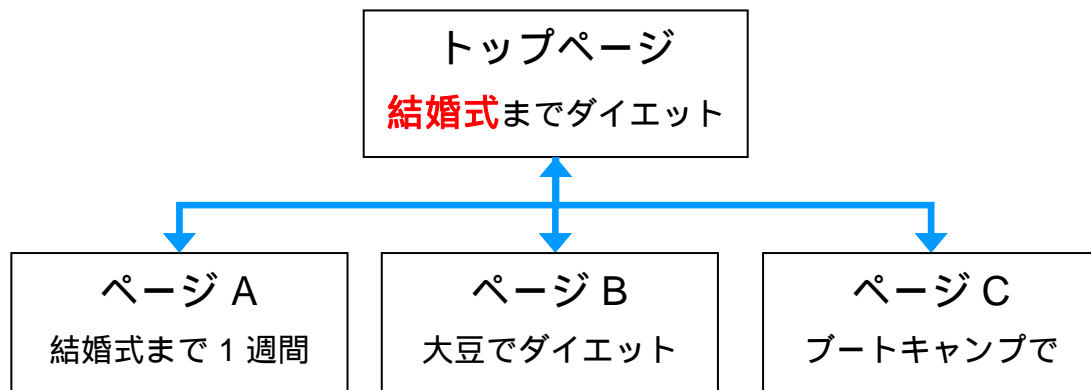 トップページ
結婚式までダイエット
ページ A
結婚式まで 1 週間
ページ B
大豆でダイエット
ページ C
ブートキャンプで